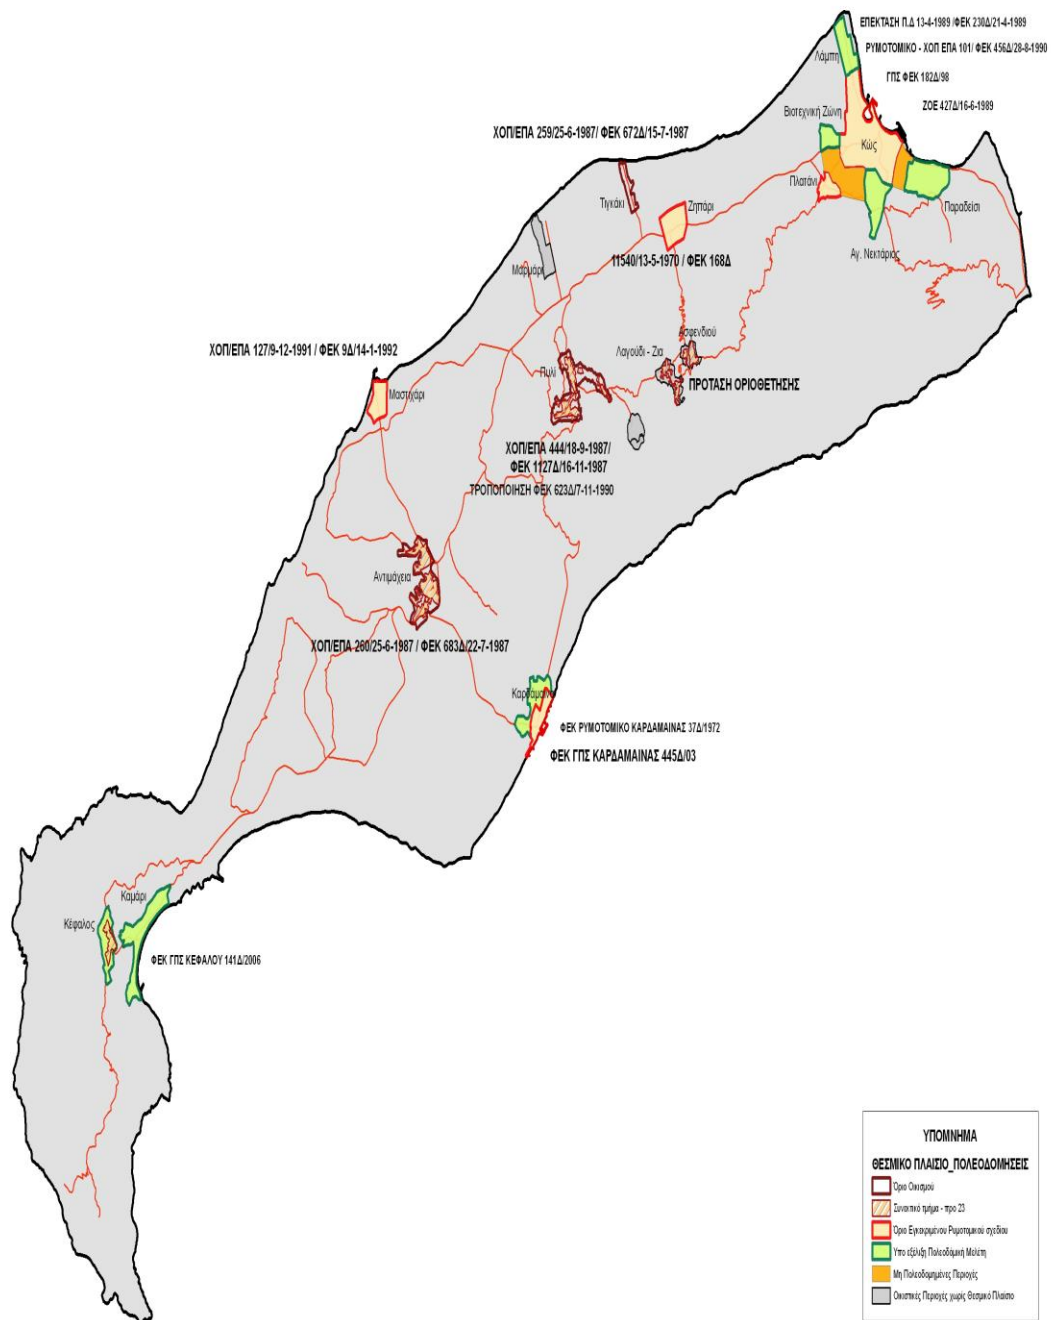 ΕΠΕΚΤΑΣΗ Π.Δ 13-4-1989 /ΦΕΚ 230Δ/21-4-1989
ΡΥΜΟΤΟΜΙΚΟ - ΧΟΠ ΕΠΑ 101/ ΦΕΚ 456Δ/28-8-1990
Λάμπη
ΓΠΣ ΦΕΚ 182Δ/98
ΖΟΕ 427Δ/16-6-1989
Βιοτεχνική Ζώνη
ΧΟΠ/ΕΠΑ 259/25-6-1987/ ΦΕΚ 672Δ/15-7-1987
Κώς
Πλατάνι
Τιγκάκι
Ζηπάρι
Παραδείσι
Αγ. Νεκτάριος
11540/13-5-1970 / ΦΕΚ 168Δ
Μαρμάρι
Ασφενδιού
ΧΟΠ/ΕΠΑ 127/9-12-1991 / ΦΕΚ 9Δ/14-1-1992
Λαγούδι - Ζια
Πυλί
ΠΡΟΤΑΣΗ ΟΡΙΟΘΕΤΗΣΗΣ
Μαστιχάρι
ΧΟΠ/ΕΠΑ 444/18-9-1987/
ΦΕΚ 1127Δ/16-11-1987
ΤΡΟΠΟΠΟΙΗΣΗ ΦΕΚ 623Δ/7-11-1990
Αντιμάχεια
ΧΟΠ/ΕΠΑ 260/25-6-1987 / ΦΕΚ 683Δ/22-7-1987
Καρδάμαινα
ΦΕΚ ΡΥΜΟΤΟΜΙΚΟ ΚΑΡΔΑΜΑΙΝΑΣ 37Δ/1972
ΦΕΚ ΓΠΣ ΚΑΡΔΑΜΑΙΝΑΣ 445Δ/03
Καμάρι
Κέφαλος
ΦΕΚ ΓΠΣ ΚΕΦΑΛΟΥ 141Δ/2006
ΥΠΟΜΝΗΜΑ
ΘΕΣΜΙΚΟ ΠΛΑΙΣΙΟ_ΠΟΛΕΟΔΟΜΗΣΕΙΣ
Όριο Οικισμού
Συνεκτικό τμήμα - προ 23
Όριο Εγκεκριμένου Ρυμοτομικού σχεδίου
Υπο εξέλιξη Πολεοδομική Μελέτη
Μη Πολεοδομημένες Περιοχές
Οικιστικές Περιοχές χωρίς Θεσμικό Πλαίσιο